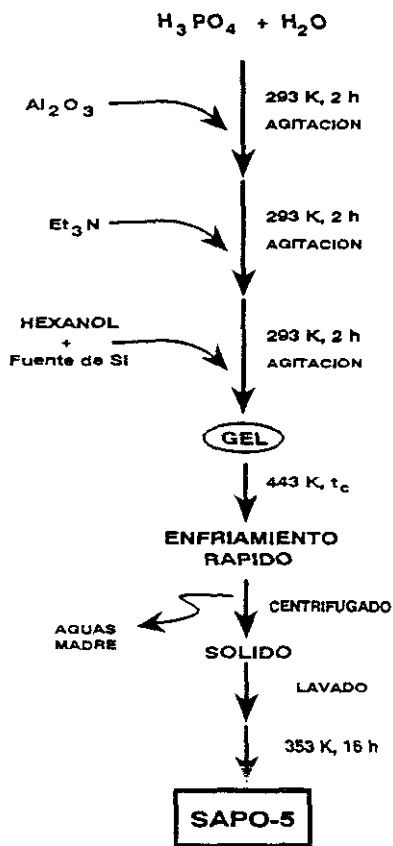 H₃PO₄ + H₂O
Al₂O₃
293 K, 2 h
AGITACION
Et₃N
293 K, 2 h
AGITACION
HEXANOL
+
Fuente de Si
293 K, 2 h
AGITACION
GEL
443 K, t_c
ENFRIAMIENTO
RAPIDO
CENTRIFUGADO
AGUAS
MADRE
SOLIDO
LAVADO
353 K, 16 h
SAPO-5